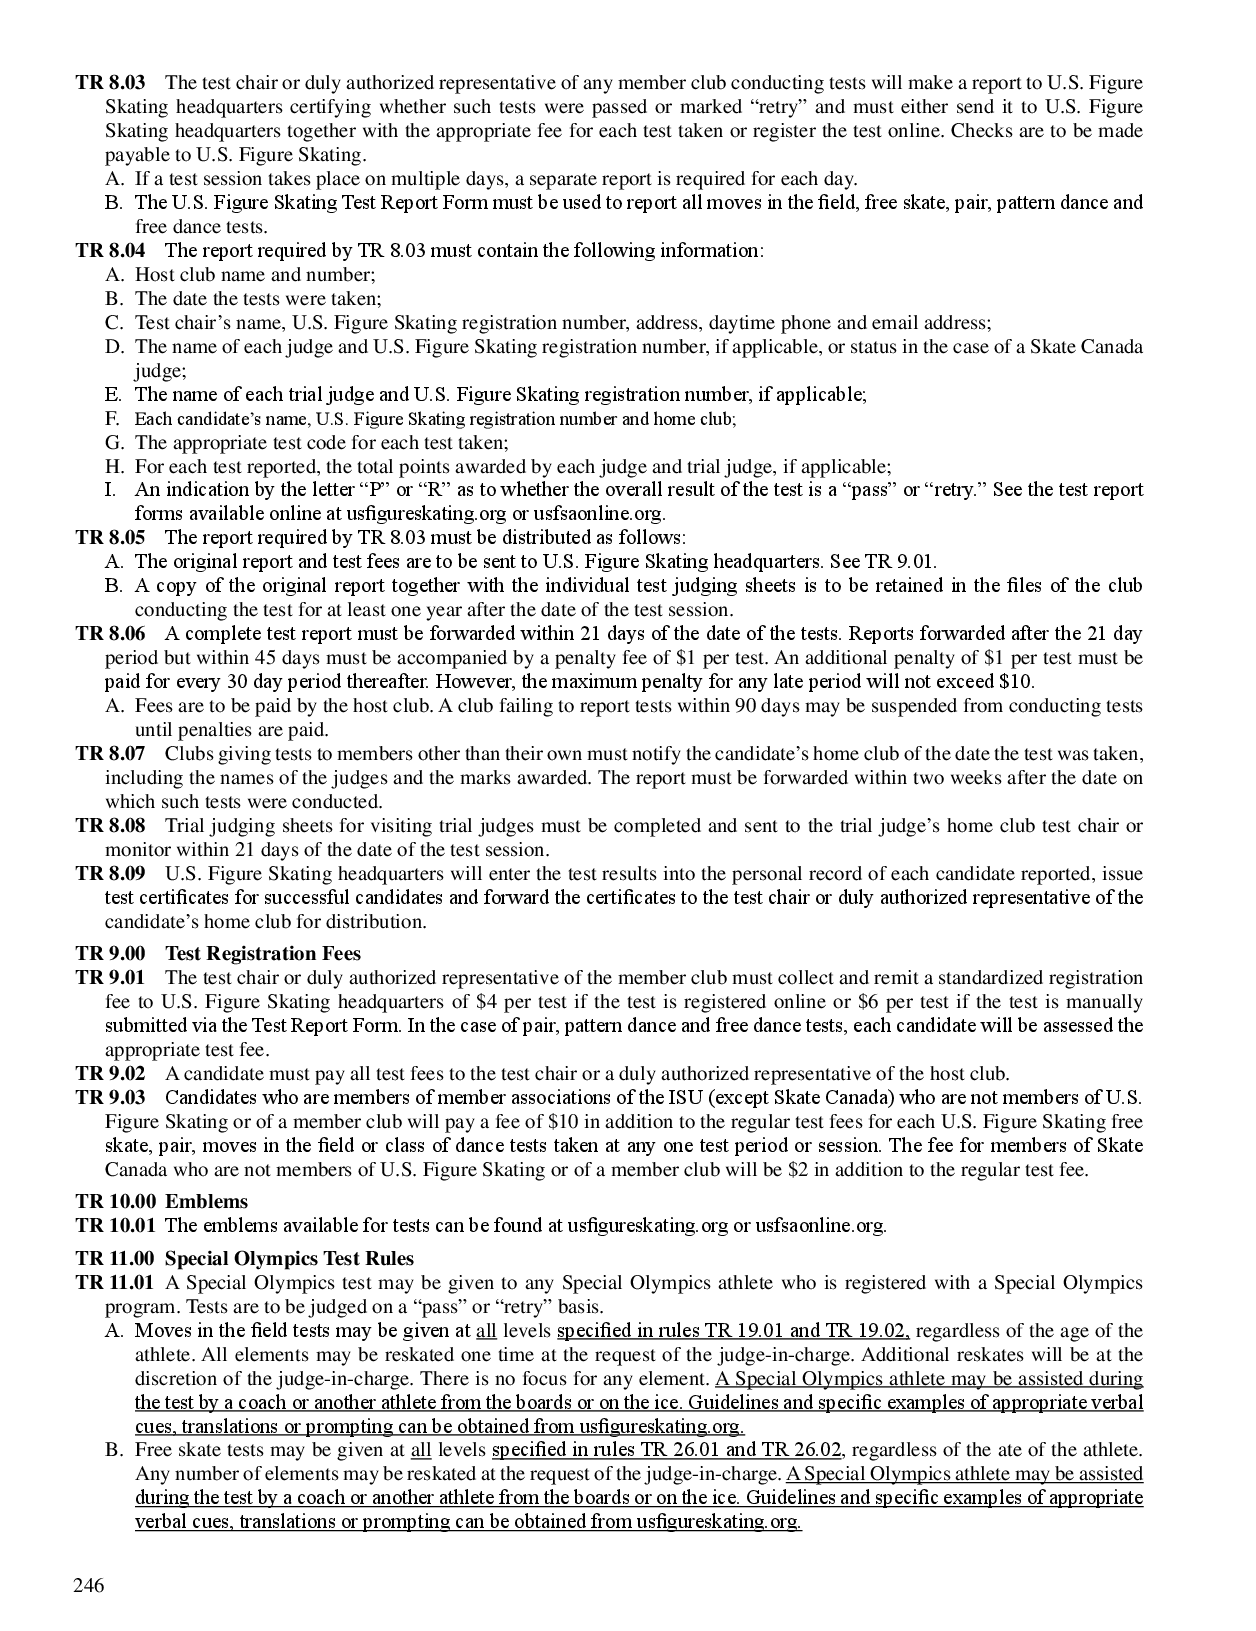 TR 8.03 The test chair or duly authorized representative of any member club conducting tests will make a report to U.S. Figure
Skating headquarters certifying whether such tests were passed or marked “retry” and must either send it to U.S. Figure
Skating headquarters together with the appropriate fee for each test taken or register the test online. Checks are to be made
payable to U.S. Figure Skating.
A. If a test session takes place on multiple days, a separate report is required for each day.
B. The U.S. Figure Skating Test Report Form must be used to report all moves in the field, free skate, pair, pattern dance and
free dance tests.
TR 8.04 The report required by TR 8.03 must contain the following information:
A. Host club name and number;
B. The date the tests were taken;
C. Test chair’s name, U.S. Figure Skating registration number, address, daytime phone and email address;
D. The name of each judge and U.S. Figure Skating registration number, if applicable, or status in the case of a Skate Canada
judge;
E. The name of each trial judge and U.S. Figure Skating registration number, if applicable;
F. Each candidate’s name, U.S. Figure Skating registration number and home club;
G. The appropriate test code for each test taken;
H. For each test reported, the total points awarded by each judge and trial judge, if applicable;
I. An indication by the letter “P” or “R” as to whether the overall result of the test is a “pass” or “retry.” See the test report
forms available online at usfigureskating.org or usfsaonline.org.
TR 8.05 The report required by TR 8.03 must be distributed as follows:
A. The original report and test fees are to be sent to U.S. Figure Skating headquarters. See TR 9.01.
B. A copy of the original report together with the individual test judging sheets is to be retained in the files of the club
conducting the test for at least one year after the date of the test session.
TR 8.06 A complete test report must be forwarded within 21 days of the date of the tests. Reports forwarded after the 21 day
period but within 45 days must be accompanied by a penalty fee of $1 per test. An additional penalty of $1 per test must be
paid for every 30 day period thereafter. However, the maximum penalty for any late period will not exceed $10.
A. Fees are to be paid by the host club. A club failing to report tests within 90 days may be suspended from conducting tests
until penalties are paid.
TR 8.07 Clubs giving tests to members other than their own must notify the candidate’s home club of the date the test was taken,
including the names of the judges and the marks awarded. The report must be forwarded within two weeks after the date on
which such tests were conducted.
TR 8.08 Trial judging sheets for visiting trial judges must be completed and sent to the trial judge’s home club test chair or
monitor within 21 days of the date of the test session.
TR 8.09 U.S. Figure Skating headquarters will enter the test results into the personal record of each candidate reported, issue
test certificates for successful candidates and forward the certificates to the test chair or duly authorized representative of the
candidate’s home club for distribution.
TR 9.00 Test Registration Fees
TR 9.01 The test chair or duly authorized representative of the member club must collect and remit a standardized registration
fee to U.S. Figure Skating headquarters of $4 per test if the test is registered online or $6 per test if the test is manually
submitted via the Test Report Form. In the case of pair, pattern dance and free dance tests, each candidate will be assessed the
appropriate test fee.
TR 9.02 A candidate must pay all test fees to the test chair or a duly authorized representative of the host club.
TR 9.03 Candidates who are members of member associations of the ISU (except Skate Canada) who are not members of U.S.
Figure Skating or of a member club will pay a fee of $10 in addition to the regular test fees for each U.S. Figure Skating free
skate, pair, moves in the field or class of dance tests taken at any one test period or session. The fee for members of Skate
Canada who are not members of U.S. Figure Skating or of a member club will be $2 in addition to the regular test fee.
TR 10.00 Emblems
TR 10.01 The emblems available for tests can be found at usfigureskating.org or usfsaonline.org.
TR 11.00 Special Olympics Test Rules
TR 11.01 A Special Olympics test may be given to any Special Olympics athlete who is registered with a Special Olympics
program. Tests are to be judged on a “pass” or “retry” basis.
A. Moves in the field tests may be given at all levels specified in rules TR 19.01 and TR 19.02, regardless of the age of the
athlete. All elements may be reskated one time at the request of the judge-in-charge. Additional reskates will be at the
discretion of the judge-in-charge. There is no focus for any element. A Special Olympics athlete may be assisted during
the test by a coach or another athlete from the boards or on the ice. Guidelines and specific examples of appropriate verbal
cues, translations or prompting can be obtained from usfigureskating.org.
B. Free skate tests may be given at all levels specified in rules TR 26.01 and TR 26.02, regardless of the ate of the athlete.
Any number of elements may be reskated at the request of the judge-in-charge. A Special Olympics athlete may be assisted
during the test by a coach or another athlete from the boards or on the ice. Guidelines and specific examples of appropriate
verbal cues, translations or prompting can be obtained from usfigureskating.org.
246